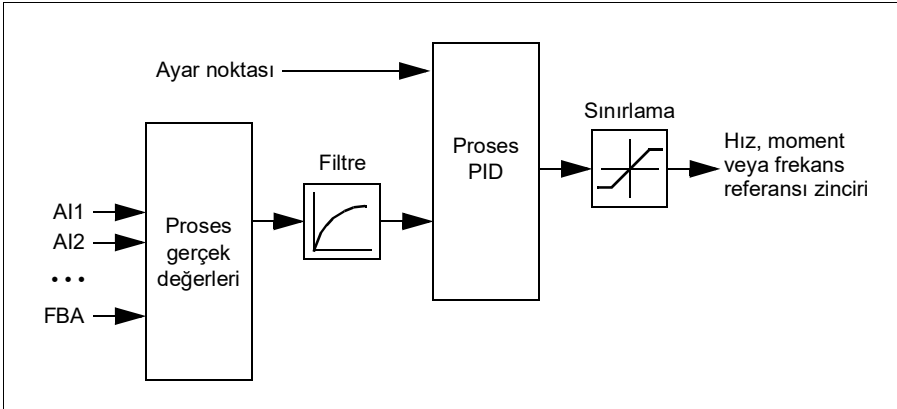 Ayar noktası
Sınırlama
Proses
PID
Hız, moment
veya frekans
referansı zinciri
Filtre
AI1
AI2
...
FBA
Proses
gerçek
değerleri